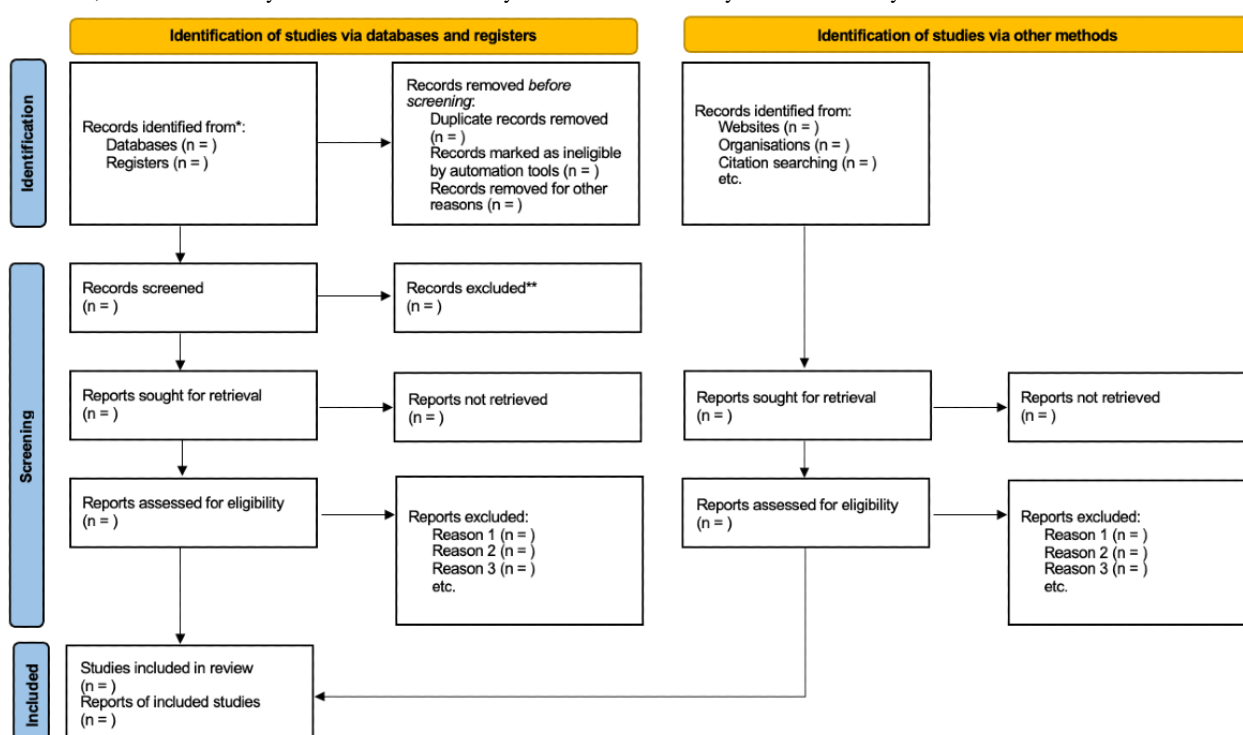 Identification of studies via databases and registers
Identification of studies via other methods
Identification
Records identified from*:
Databases (n = )
Registers (n = )
Records removed before
screening:
Duplicate records removed
(n = )
Records marked as ineligible
by automation tools (n = )
Records removed for other
reasons (n = )
Records identified from:
Websites (n = )
Organisations (n = )
Citation searching (n = )
etc.
Screening
Records screened
(n = )
Records excluded**
(n = )
Reports sought for retrieval
(n = )
Reports not retrieved
(n = )
Reports sought for retrieval
(n = )
Reports not retrieved
(n = )
Reports assessed for eligibility
(n = )
Reports excluded:
Reason 1 (n = )
Reason 2 (n = )
Reason 3 (n = )
etc.
Reports assessed for eligibility
(n = )
Reports excluded:
Reason 1 (n = )
Reason 2 (n = )
Reason 3 (n = )
etc.
Included
Studies included in review
(n = )
Reports of included studies
(n = )